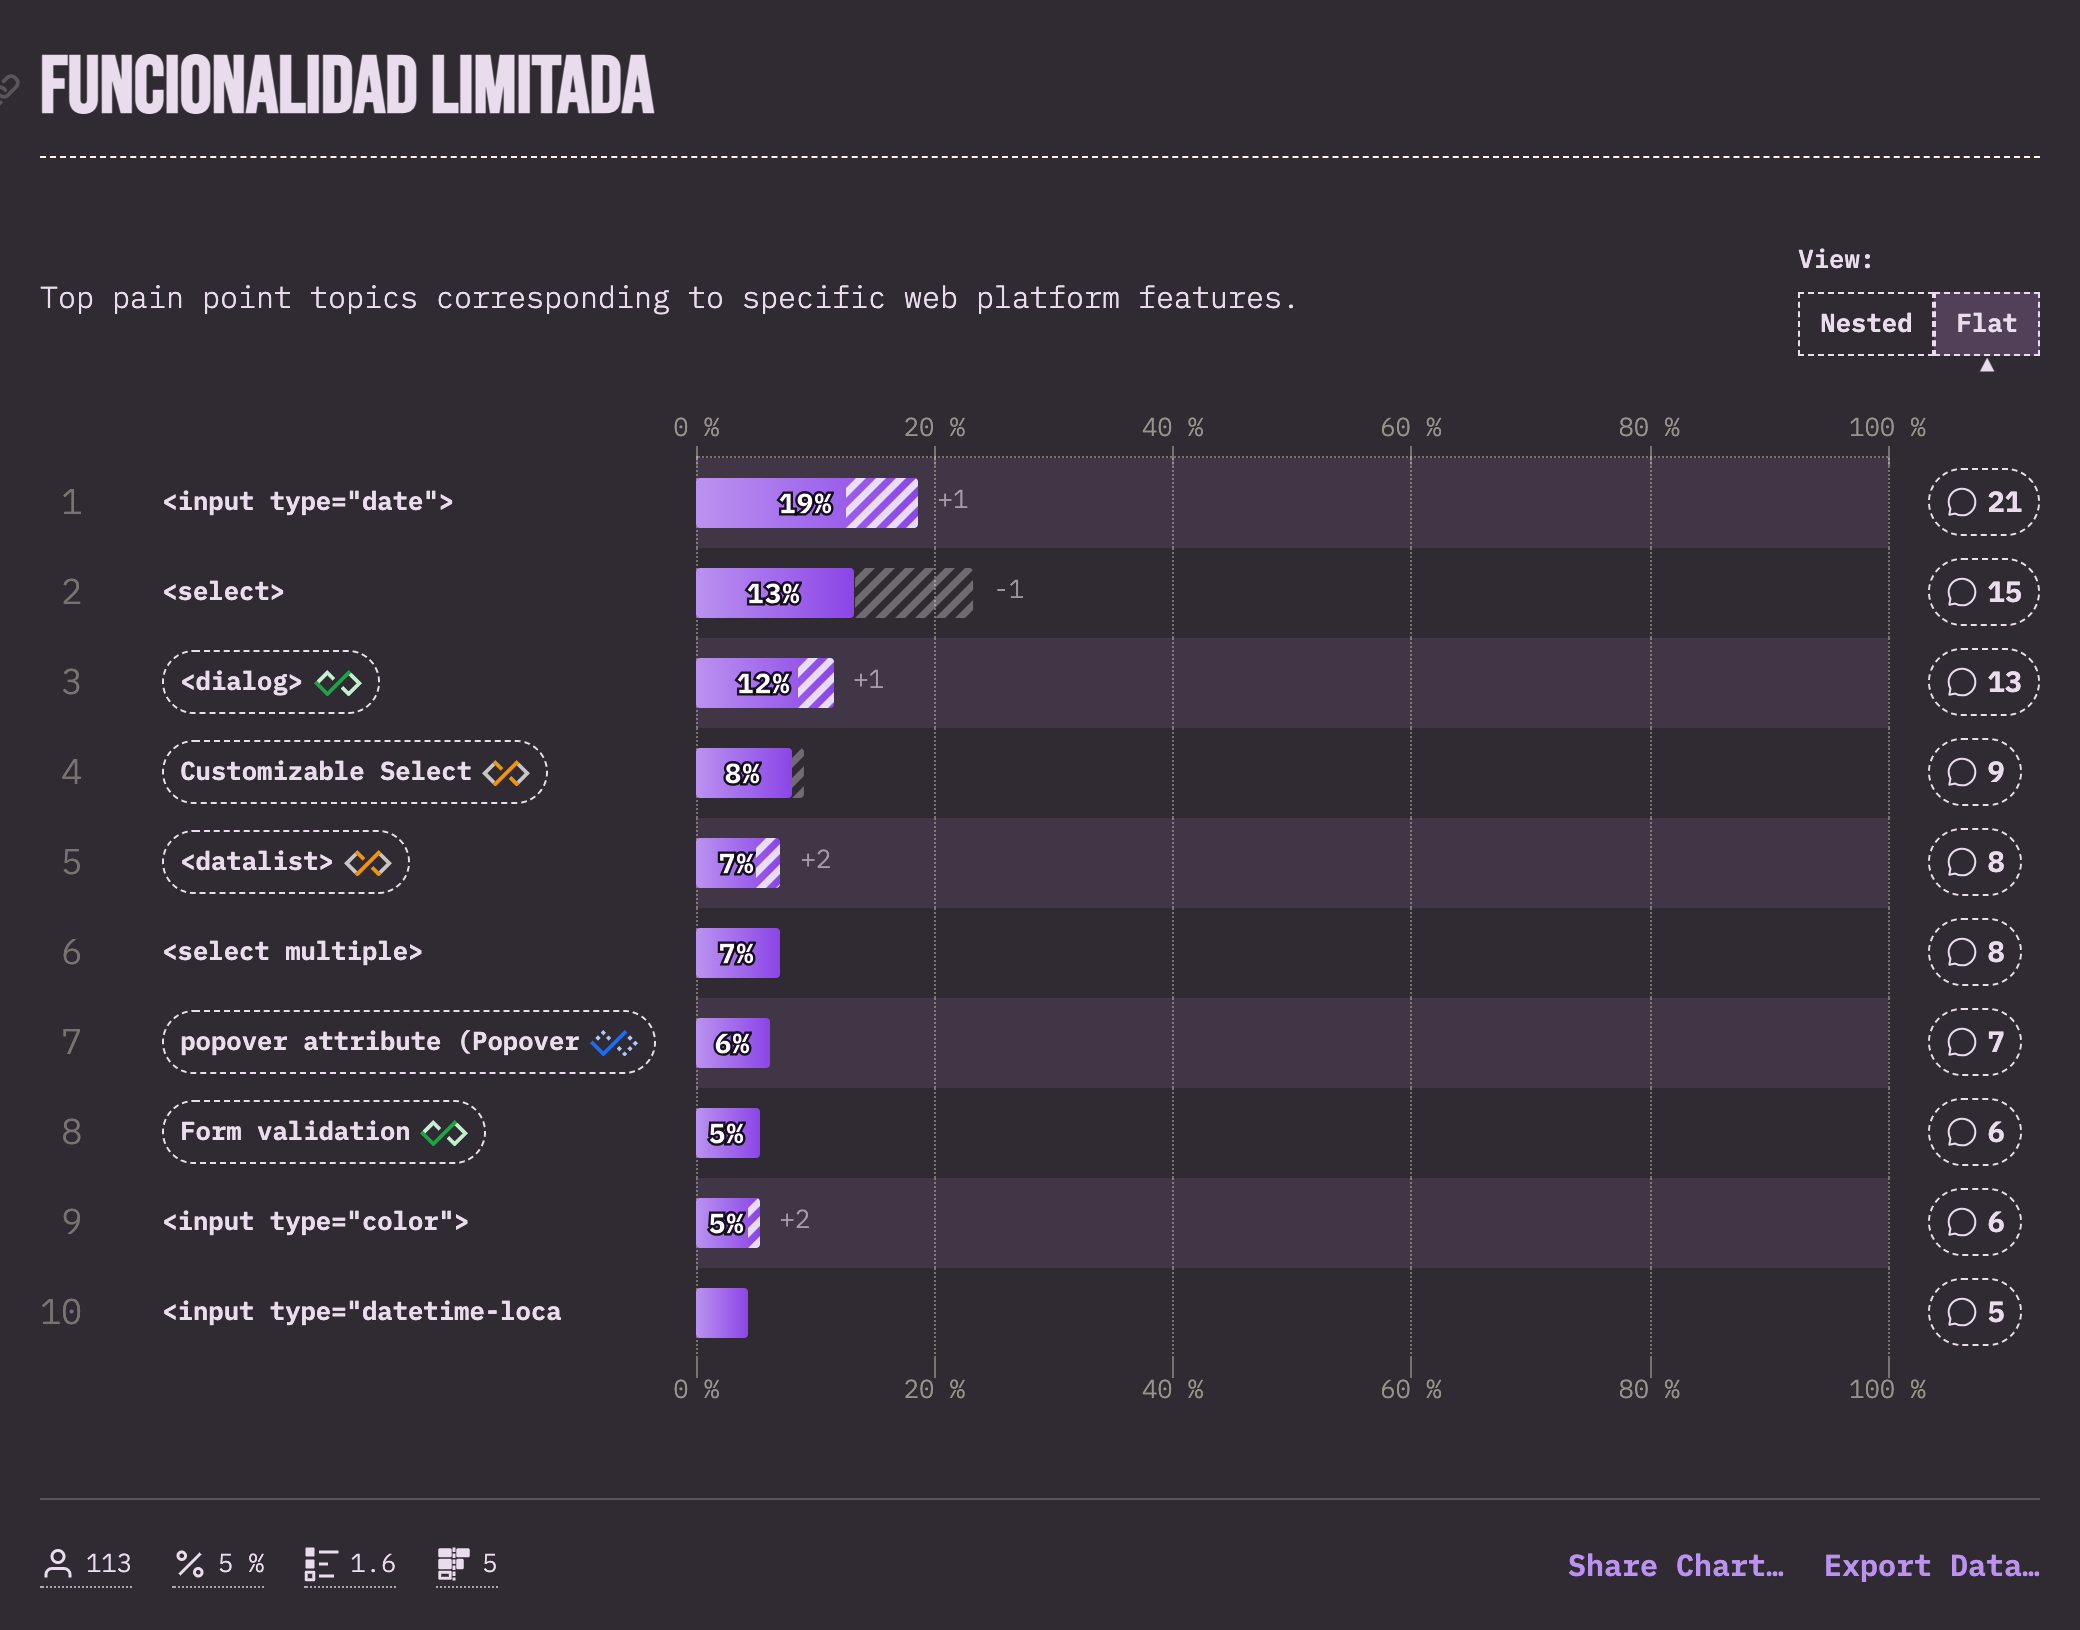 FUNCIONALIDAD LIMITADA
Top pain point topics corresponding to specific web platform features.
View:
Nested Flat
0 % 20 % 40 % 60 % 80 % 100 %
1 <input type="date"> 19% +1 21
2 <select> 13% -1 15
3 <dialog> 12% +1 13
4 Customizable Select 8% 9
5 <datalist> 7% +2 8
6 <select multiple> 7% 8
7 popover attribute (Popover 6% 7
8 Form validation 5% 6
9 <input type="color"> 5% +2 6
10 <input type="datetime-loca 5
0 % 20 % 40 % 60 % 80 % 100 %
113 5 % 1.6 5 Share Chart… Export Data…